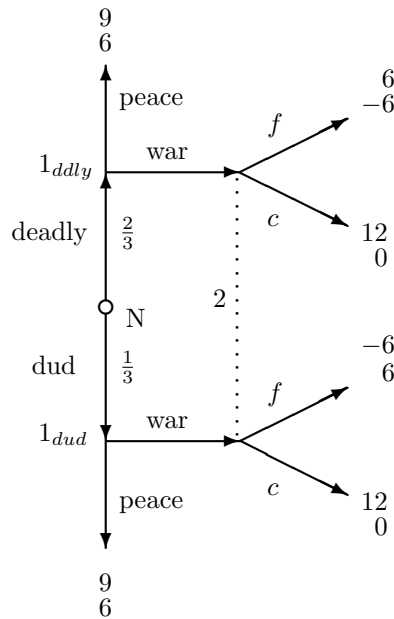 9
6
peace
f
6
−6
1ddly
war
deadly
2/3
c
12
0
2
N
dud
1/3
−6
6
f
1dud
war
peace
c
12
0
9
6